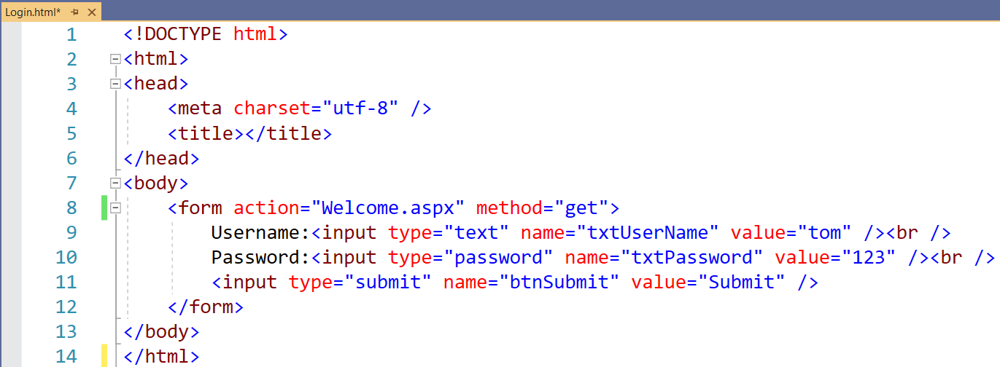 Login.html*
1 <!DOCTYPE html>
2 <html>
3 <head>
4 <meta charset="utf-8" />
5 <title></title>
6 </head>
7 <body>
8 <form action="Welcome.aspx" method="get">
9 Username:<input type="text" name="txtUserName" value="tom" /><br />
10 Password:<input type="password" name="txtPassword" value="123" /><br />
11 <input type="submit" name="btnSubmit" value="Submit" />
12 </form>
13 </body>
14 </html>